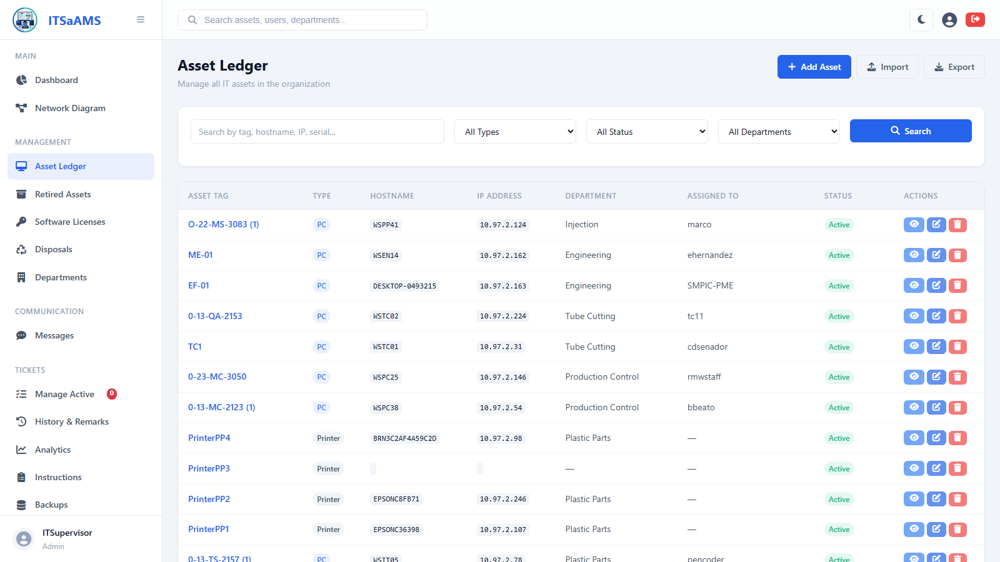 ITSaAMS
Search assets, users, departments...
MAIN
Dashboard
Network Diagram
MANAGEMENT
Asset Ledger
Retired Assets
Software Licenses
Disposals
Departments
COMMUNICATION
Messages
TICKETS
Manage Active 0
History & Remarks
Analytics
Instructions
Backups
ITSupervisor
Admin
Asset Ledger
Manage all IT assets in the organization
Add Asset Import Export
Search by tag, hostname, IP, serial... All Types All Status All Departments Search
ASSET TAG TYPE HOSTNAME IP ADDRESS DEPARTMENT ASSIGNED TO STATUS ACTIONS
O-22-MS-3083 (1) PC WSPP41 10.97.2.124 Injection marco Active
ME-01 PC WSEN14 10.97.2.162 Engineering ehernandez Active
EF-01 PC DESKTOP-0493215 10.97.2.163 Engineering SMPIC-PME Active
0-13-QA-2153 PC WSTC02 10.97.2.224 Tube Cutting tc11 Active
TC1 PC WSTC01 10.97.2.31 Tube Cutting cdsenador Active
0-23-MC-3050 PC WSPC25 10.97.2.146 Production Control rmwstaff Active
0-13-MC-2123 (1) PC WSPC38 10.97.2.54 Production Control bbeato Active
PrinterPP4 Printer BRN3C2AF4A59C2D 10.97.2.98 Plastic Parts — Active
PrinterPP3 Printer — — Active
PrinterPP2 Printer EPSONC8FB71 10.97.2.246 Plastic Parts — Active
PrinterPP1 Printer EPSONC36398 10.97.2.107 Plastic Parts — Active
0-13-TS-2157 (1) PC WSIT05 10.97.2.78 Plastic Parts pencoder Active